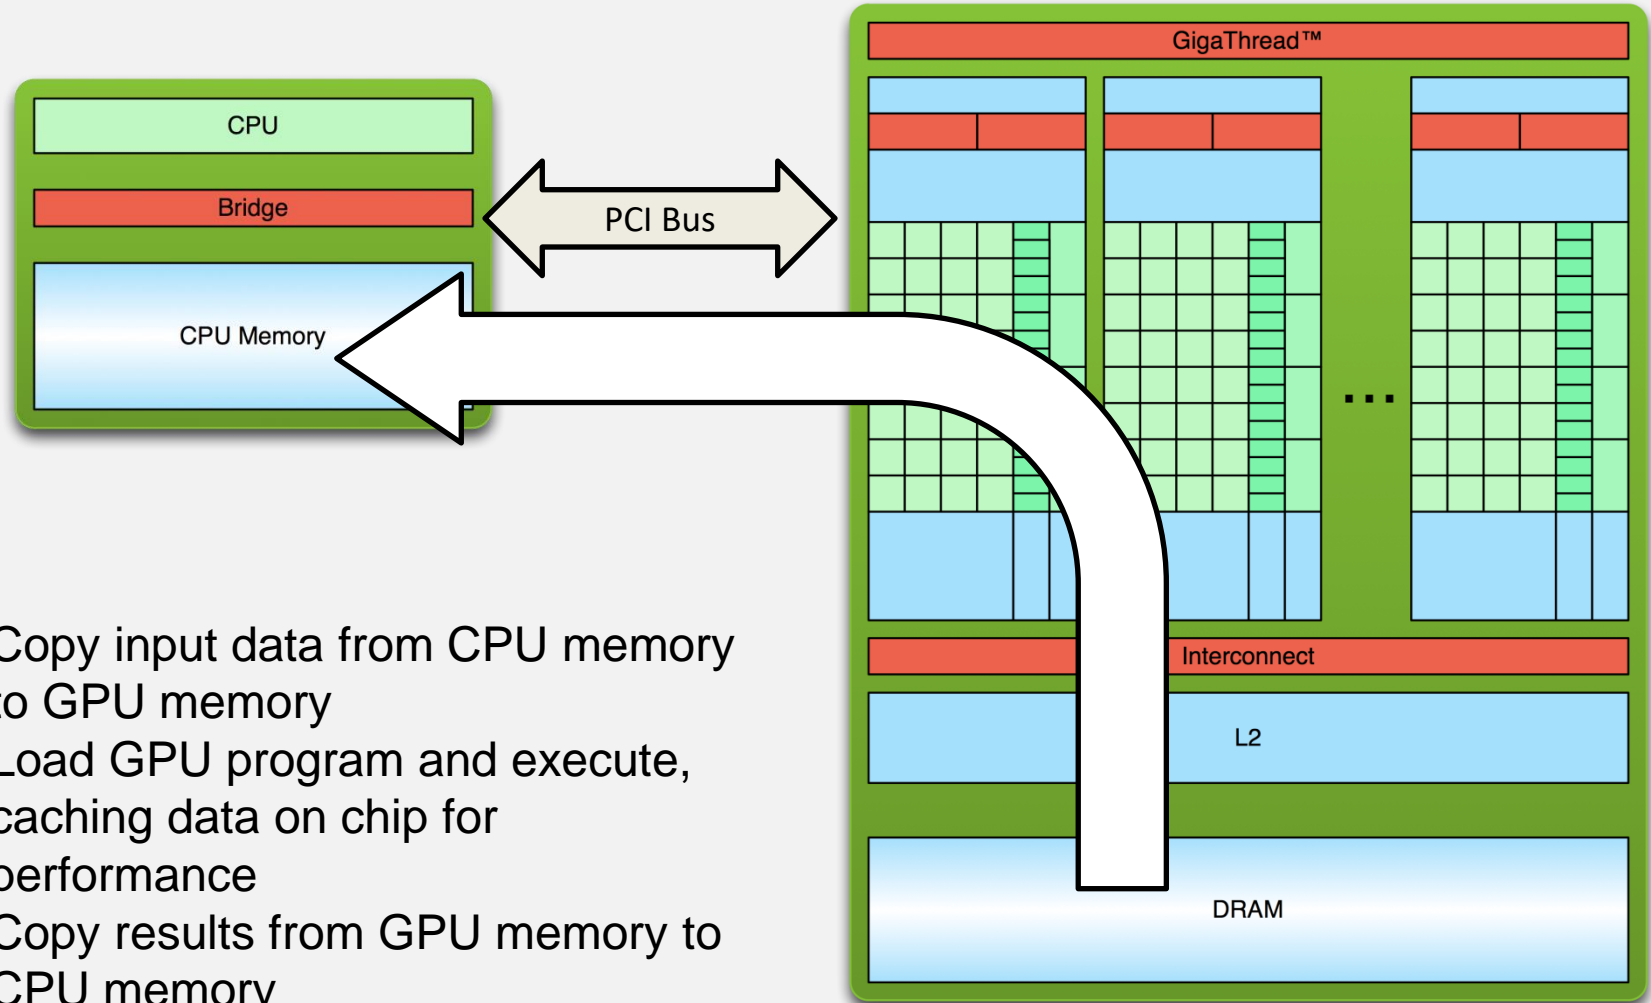 GigaThread™
CPU
Bridge
PCI Bus
CPU Memory
...
Copy input data from CPU memory
to GPU memory
Load GPU program and execute,
caching data on chip for
performance
Copy results from GPU memory to
CPU memory
Interconnect
L2
DRAM